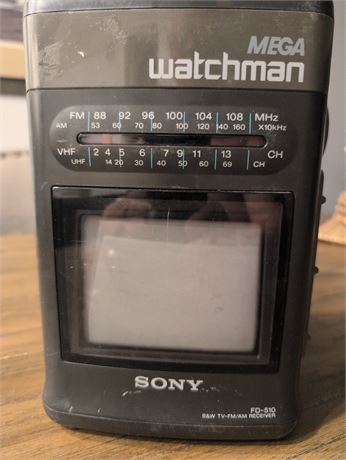 MEGA
watchman
FM 88 92 96 100 104 108 MHz
AM 53 60 70 80 100 120 140 160 X10kHz
VHF 2 4 5 6 7 9 11 13 CH
UHF 14 20 30 40 50 60 69 CH
SONY
FD-510
B&W TV-FM/AM RECEIVER